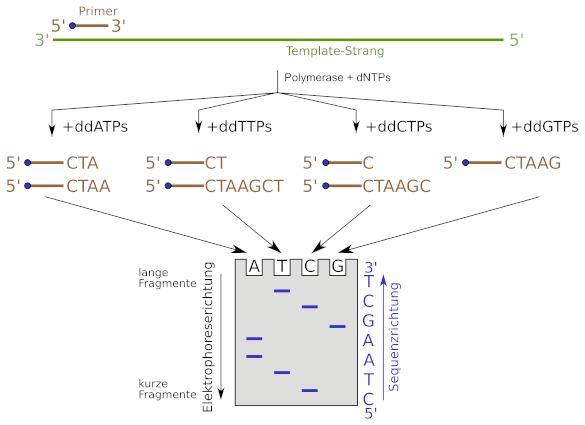 Primer
5' 3'
3' 5'
Template-Strang
Polymerase + dNTPs
+ddATPs +ddTTPs +ddCTPs +ddGTPs
5' CTA 5' CT 5' C 5' CTAAG
5' CTAA 5' CTAAGCT 5' CTAAGC
A T C G
lange
Fragmente
kurze
Fragmente
Elektrophoreserichtung
3'
T
C
G
A
A
T
C
5'
Sequenzrichtung